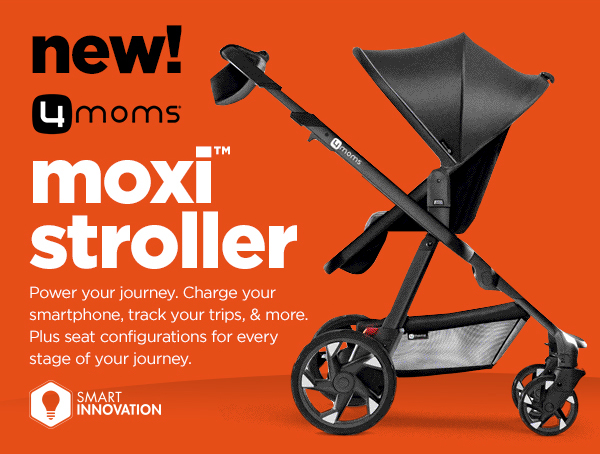 new!
4moms
moxi™
stroller
Power your journey. Charge your
smartphone, track your trips, & more.
Plus seat configurations for every
stage of your journey.
SMART
INNOVATION
4moms